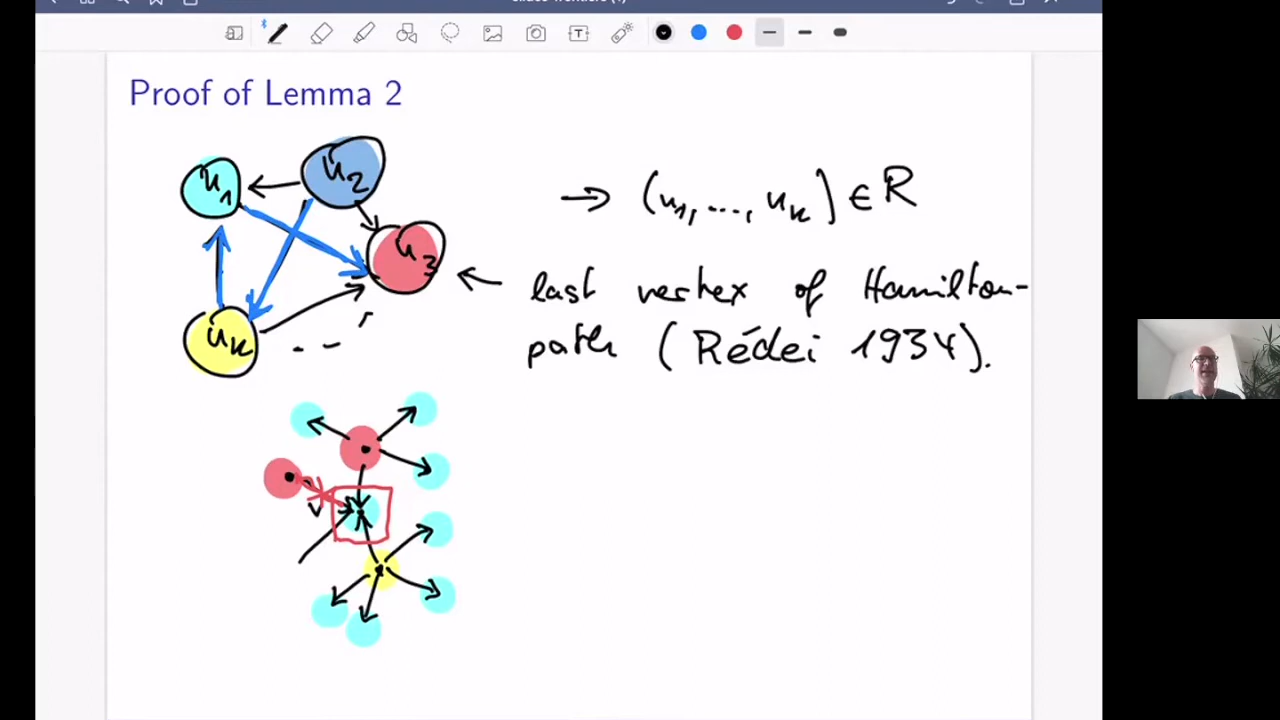 Proof of Lemma 2
u1
u2
→ (u1, ..., uk) ∈ R
u3
← last vertex of Hamilton-
path (Rédei 1934).
uk